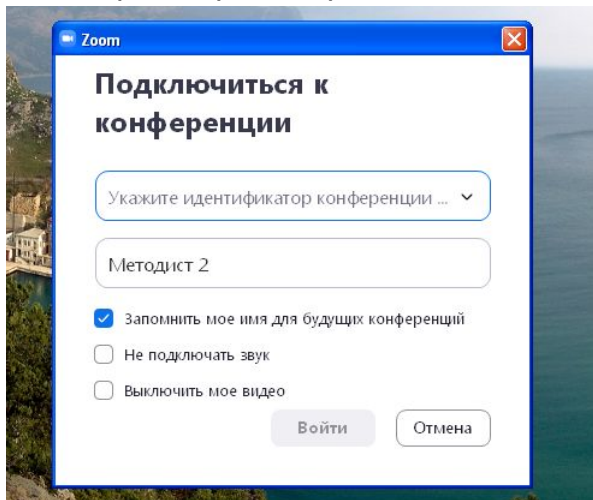 Zoom
Подключиться к
конференции
Укажите идентификатор конференции ...
Методист 2
Запомнить мое имя для будущих конференций
Не подключать звук
Выключить мое видео
Войти
Отмена